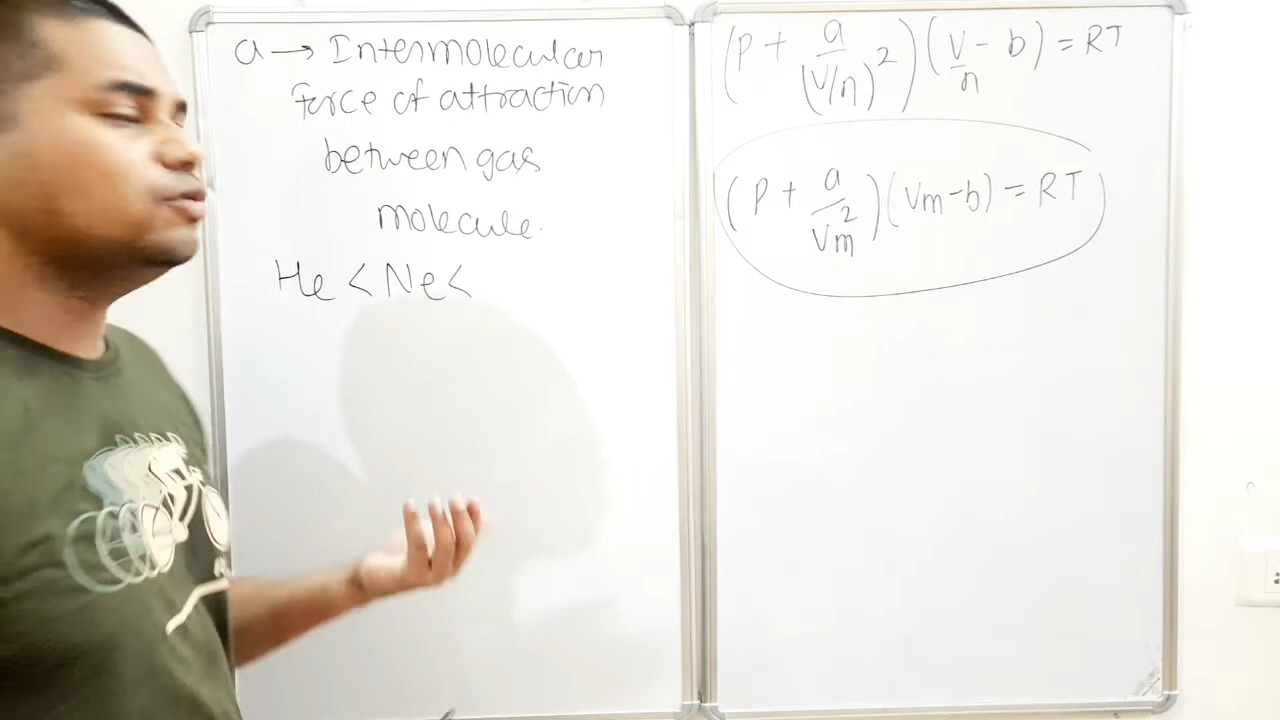 a → Intermolecular
force of attraction
between gas
molecule.
He < Ne <
(P + a/(V/n)²) (V/n - b) = RT
(P + a/Vm²) (Vm-b) = RT